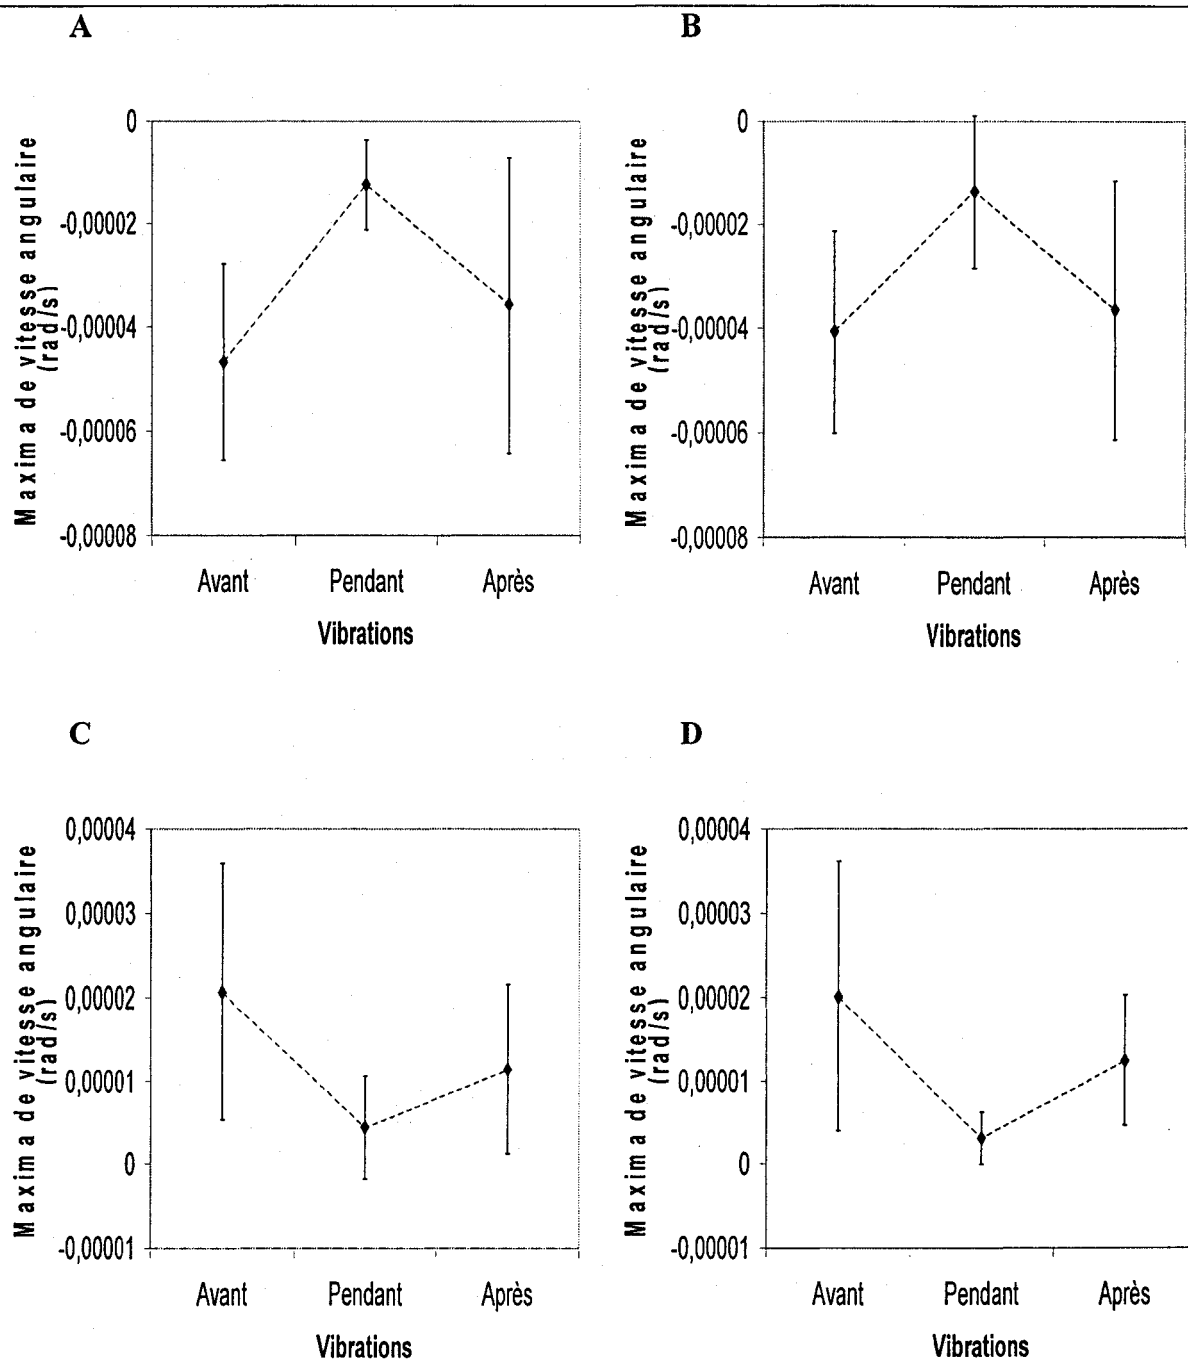 A
Maxima de vitesse angulaire
(rad/s)
0
-0,00002
-0,00004
-0,00006
-0,00008
Avant Pendant Après
Vibrations
B
Maxima de vitesse angulaire
(rad/s)
0
-0,00002
-0,00004
-0,00006
-0,00008
Avant Pendant Après
Vibrations
C
Maxima de vitesse angulaire
(rad/s)
0,00004
0,00003
0,00002
0,00001
0
-0,00001
Avant Pendant Après
Vibrations
D
Maxima de vitesse angulaire
(rad/s)
0,00004
0,00003
0,00002
0,00001
0
-0,00001
Avant Pendant Après
Vibrations